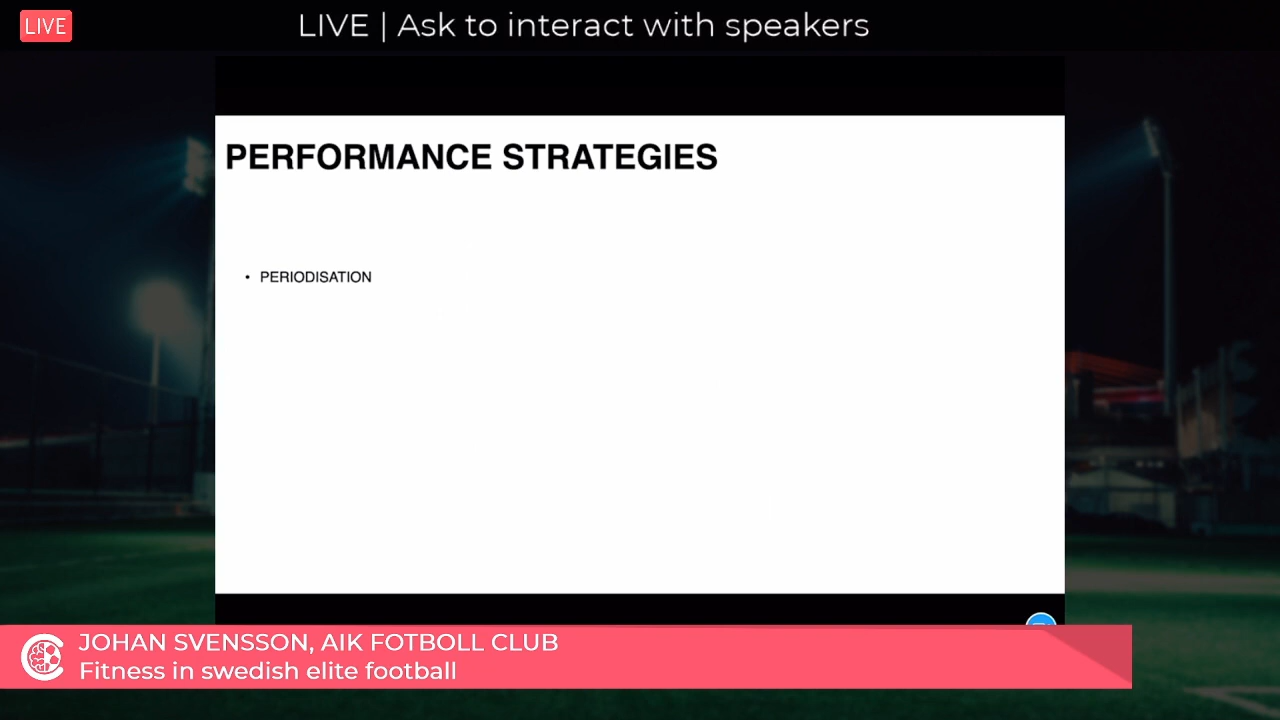 LIVE
LIVE | Ask to interact with speakers
PERFORMANCE STRATEGIES
• PERIODISATION
JOHAN SVENSSON, AIK FOTBOLL CLUB
Fitness in swedish elite football